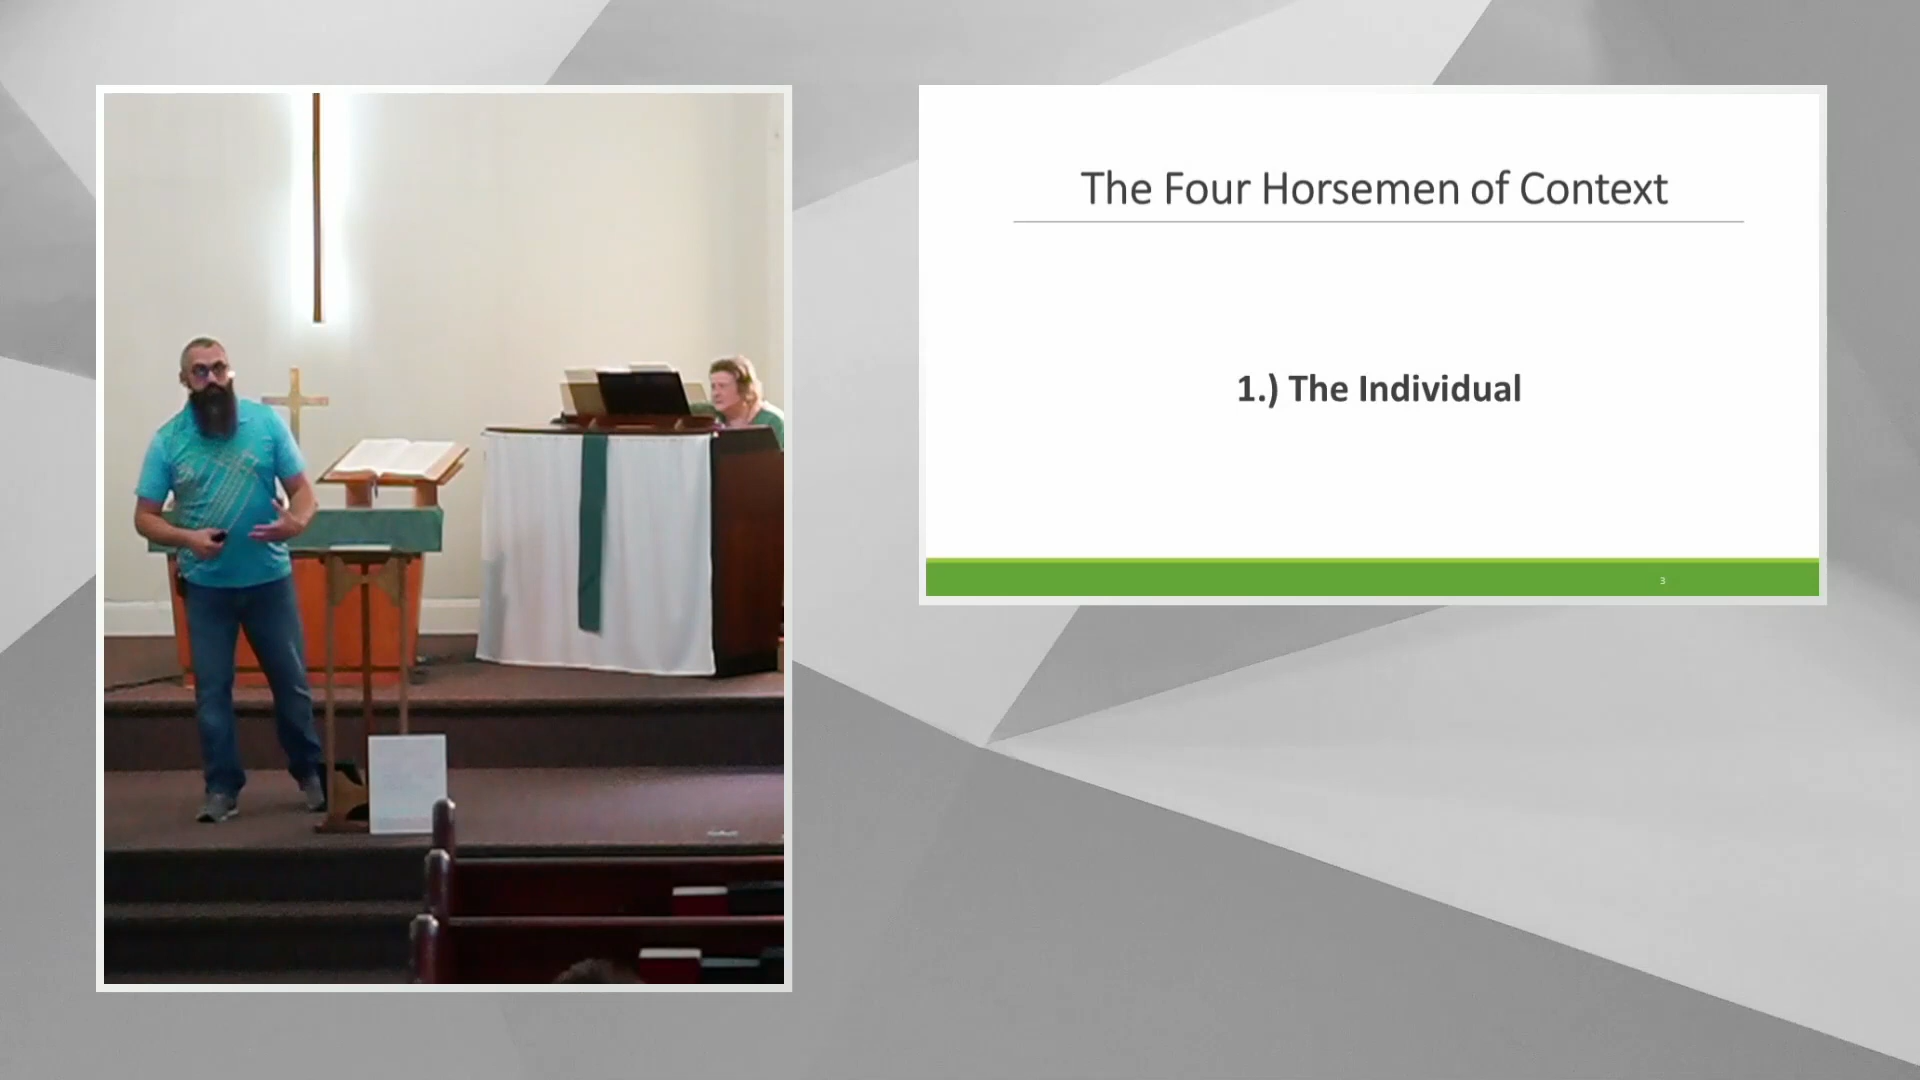 The Four Horsemen of Context
1.) The Individual
3